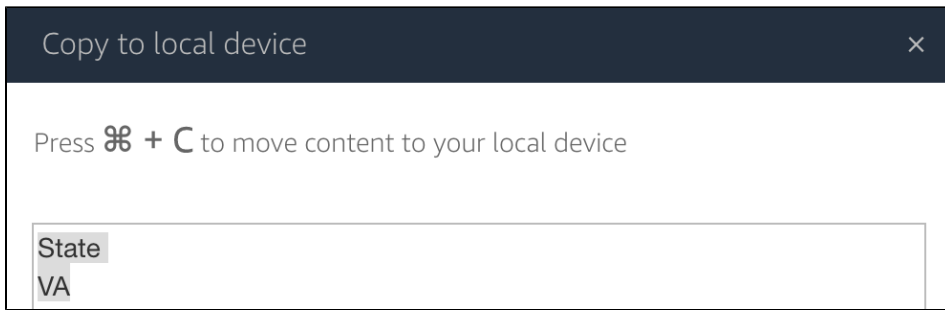 Copy to local device ×
Press ⌘ + C to move content to your local device
State
VA